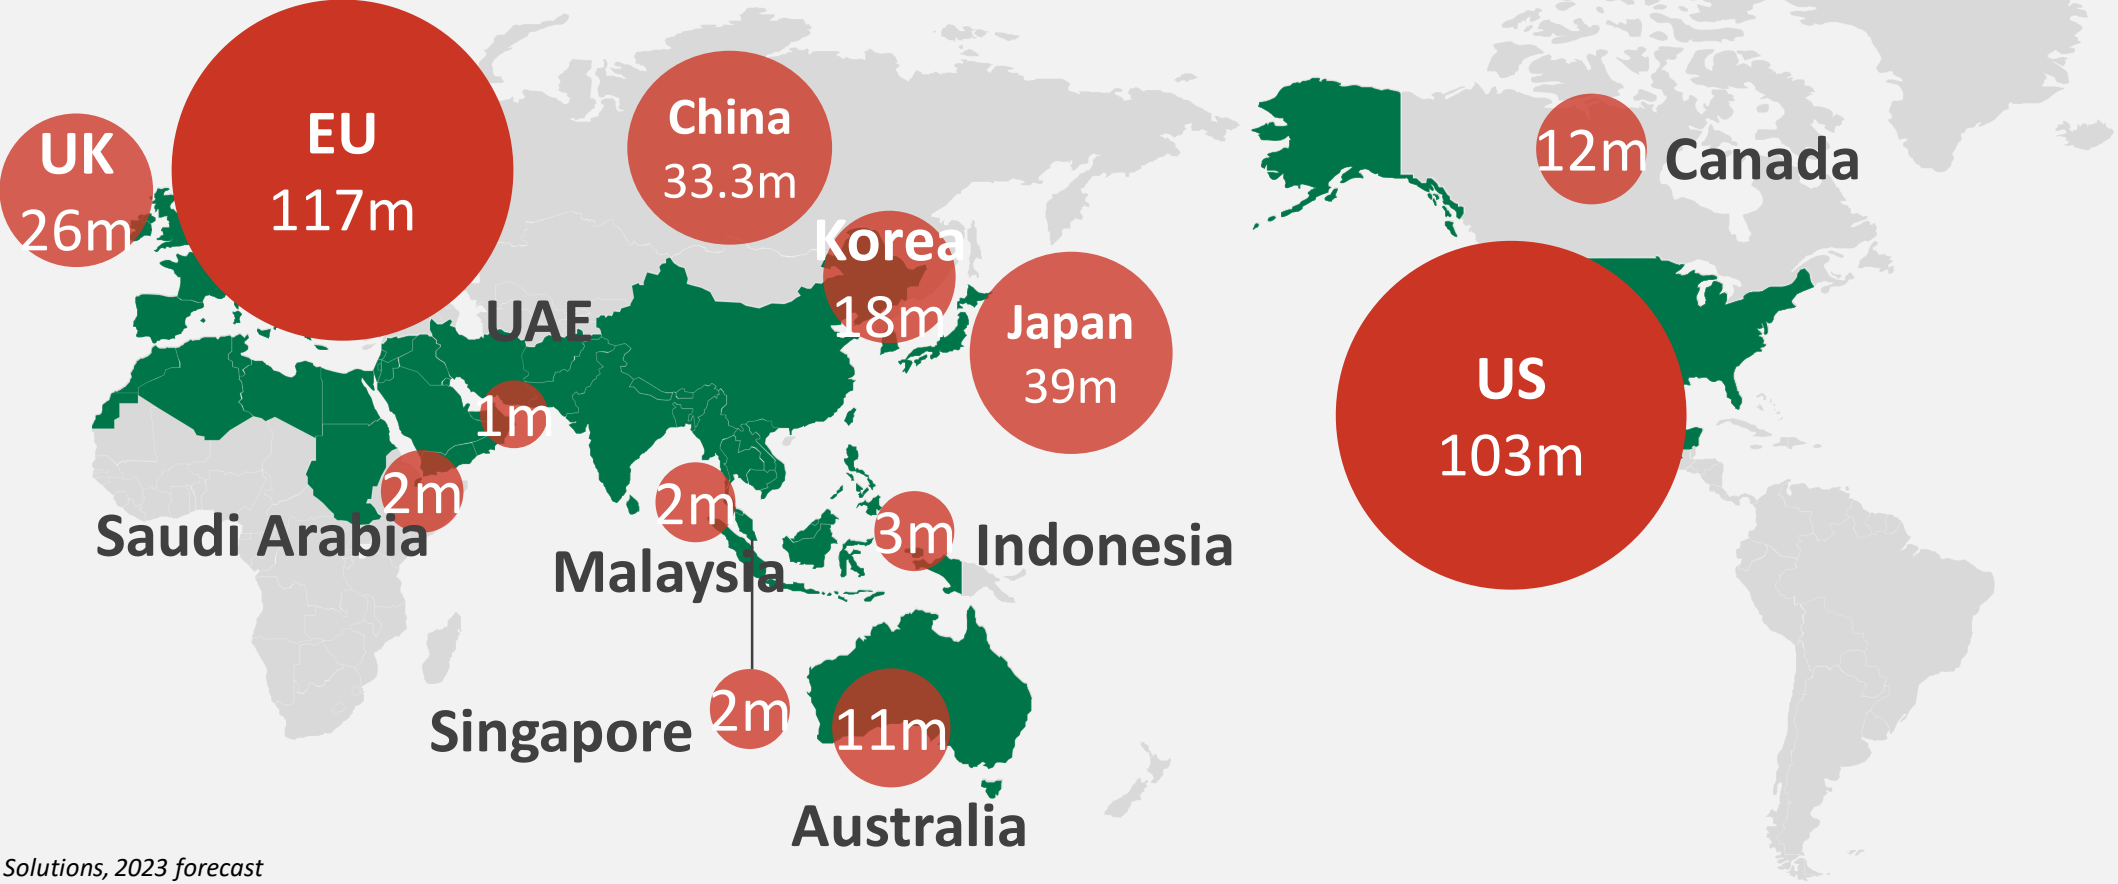 UK
26m
EU
117m
China
33.3m
Korea
18m
Japan
39m
12m
Canada
US
103m
UAE
1m
2m
Saudi Arabia
2m
Malaysia
3m
Indonesia
Singapore
2m
11m
Australia
Solutions, 2023 forecast